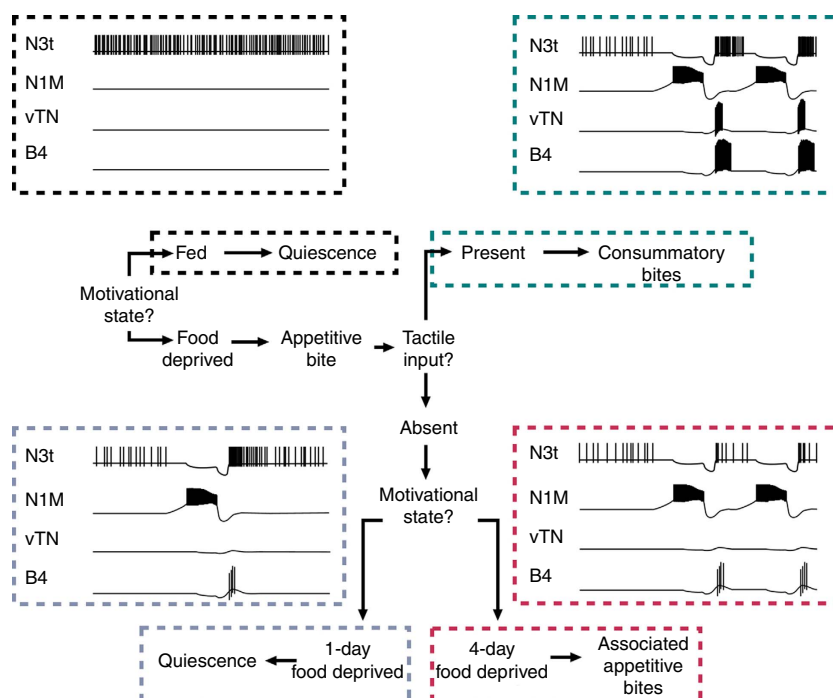 N3t
N1M
vTN
B4
N3t
N1M
vTN
B4
Fed
Quiescence
Present
Consummatory
bites
Motivational
state?
Food
deprived
Appetitive
bite
Tactile
input?
Absent
Motivational
state?
N3t
N1M
vTN
B4
N3t
N1M
vTN
B4
Quiescence
1-day
food deprived
4-day
food deprived
Associated
appetitive
bites